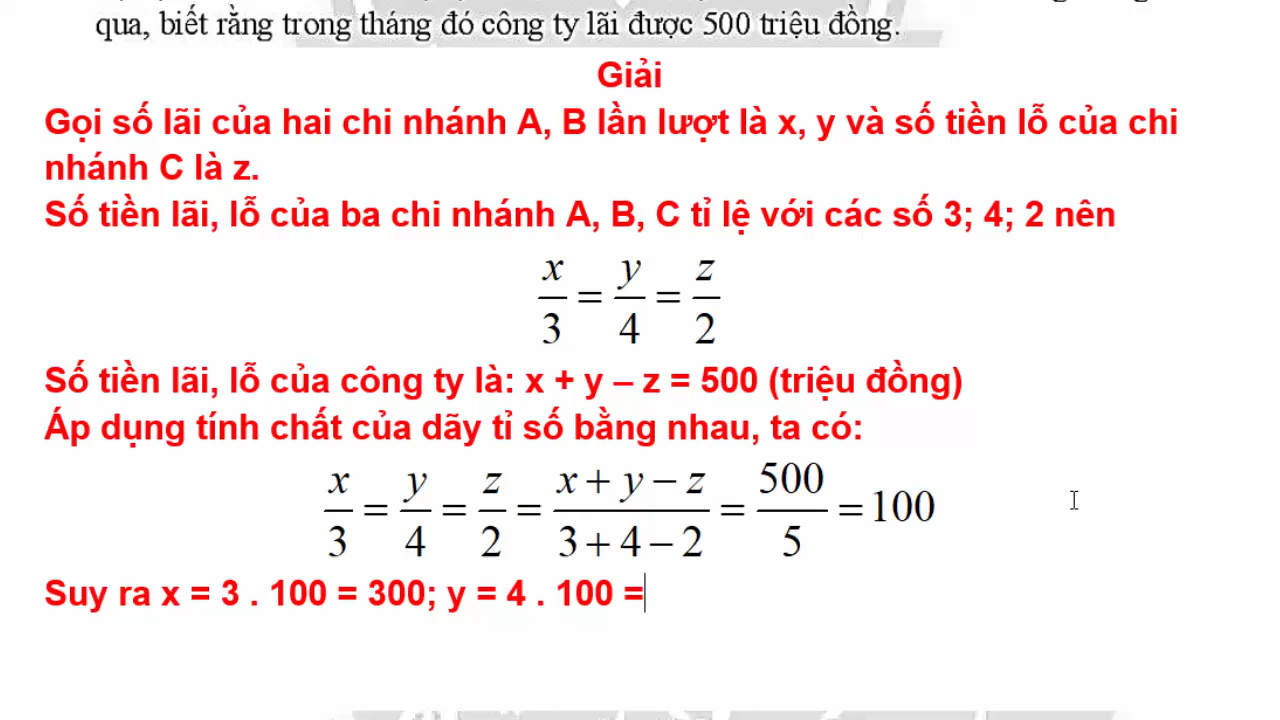 qua, biết rằng trong tháng đó công ty lãi được 500 triệu đồng.
Giải
Gọi số lãi của hai chi nhánh A, B lần lượt là x, y và số tiền lỗ của chi
nhánh C là z.
Số tiền lãi, lỗ của ba chi nhánh A, B, C tỉ lệ với các số 3; 4; 2 nên
x/3 = y/4 = z/2
Số tiền lãi, lỗ của công ty là: x + y – z = 500 (triệu đồng)
Áp dụng tính chất của dãy tỉ số bằng nhau, ta có:
x/3 = y/4 = z/2 = (x + y − z)/(3 + 4 − 2) = 500/5 = 100
Suy ra x = 3 . 100 = 300; y = 4 . 100 =